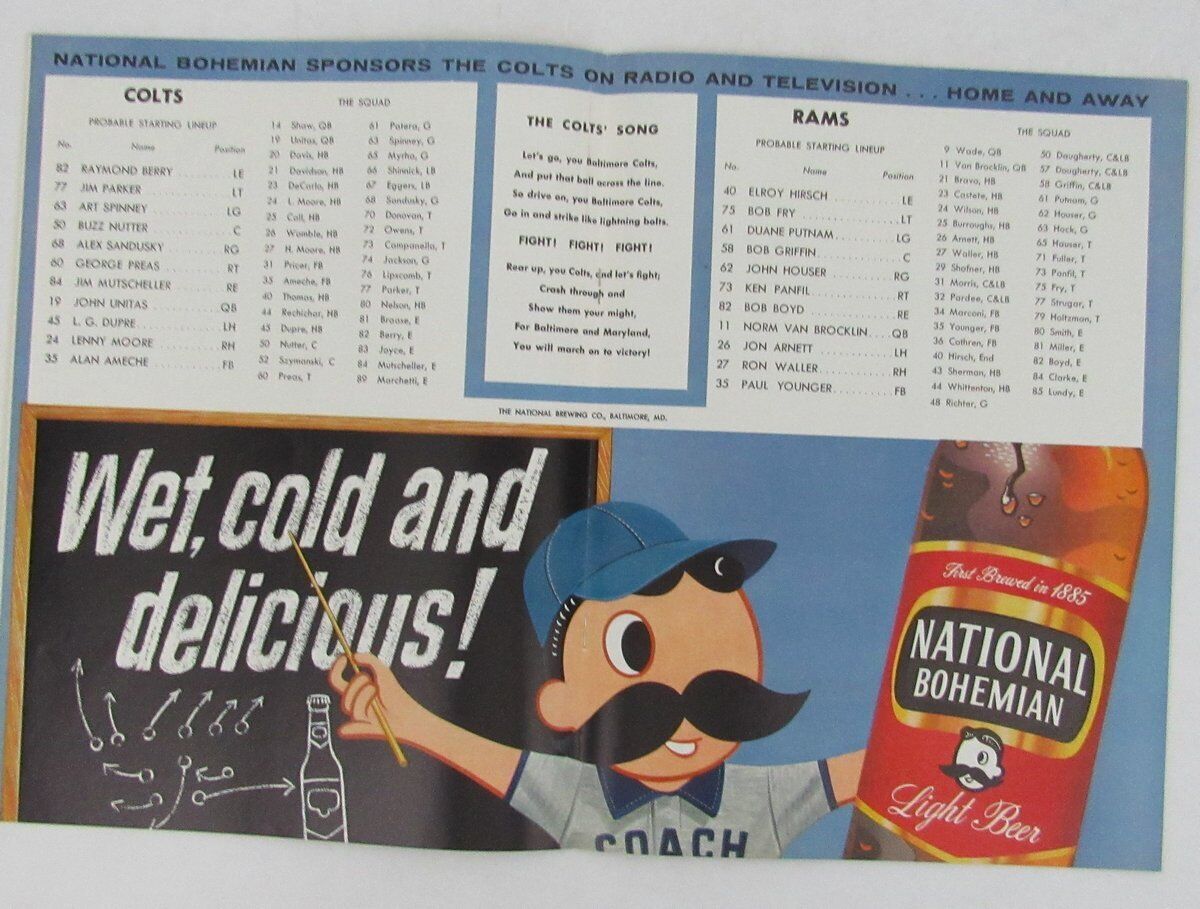 NATIONAL BOHEMIAN SPONSORS THE COLTS ON RADIO AND TELEVISION . . . HOME AND AWAY
COLTS
PROBABLE STARTING LINEUP
No. Name Position
82 RAYMOND BERRY LE
77 JIM PARKER LT
63 ART SPINNEY LG
50 BUZZ NUTTER C
68 ALEX SANDUSKY RG
60 GEORGE PREAS RT
84 JIM MUTSCHELLER RE
19 JOHN UNITAS QB
45 L. G. DUPRE LH
24 LENNY MOORE RH
35 ALAN AMECHE FB
THE SQUAD
14 Shaw, QB
19 Unitas, QB
20 Davis, HB
21 Davidson, HB
23 DeCarlo, HB
24 L. Moore, HB
25 Call, HB
26 Womble, HB
27 H. Moore, HB
31 Pricer, FB
35 Ameche, FB
40 Thomas, HB
44 Rechichar, HB
45 Dupre, HB
50 Nutter, C
52 Szymanski, C
60 Preas, T
61 Patera, G
63 Spinney, G
65 Myrha, G
66 Shinnick, LB
67 Eggers, LB
68 Sandusky, G
70 Donovan, T
72 Owens, T
73 Campanella, T
74 Jackson, G
76 Lipscomb, T
77 Parker, T
80 Nelson, HB
81 Braase, E
82 Berry, E
83 Joyce, E
84 Mutscheller, E
89 Marchetti, E
THE COLTS' SONG
Let's go, you Baltimore Colts,
And put that ball across the line.
So drive on, you Baltimore Colts,
Go in and strike like lightning bolts.
FIGHT! FIGHT! FIGHT!
Rear up, you Colts, and let's fight;
Crash through and
Show them your might,
For Baltimore and Maryland,
You will march on to victory!
RAMS
PROBABLE STARTING LINEUP
No. Name Position
40 ELROY HIRSCH LE
75 BOB FRY LT
61 DUANE PUTNAM LG
58 BOB GRIFFIN C
62 JOHN HOUSER RG
73 KEN PANFIL RT
82 BOB BOYD RE
11 NORM VAN BROCKLIN QB
26 JON ARNETT LH
27 RON WALLER RH
35 PAUL YOUNGER FB
THE SQUAD
9 Wade, QB
11 Van Brocklin, QB
21 Bravo, HB
23 Castete, HB
24 Wilson, HB
25 Burroughs, HB
26 Arnett, HB
27 Waller, HB
29 Shofner, HB
31 Morris, C&LB
32 Pardee, C&LB
34 Marconi, FB
35 Younger, FB
36 Cothren, FB
40 Hirsch, End
43 Sherman, HB
44 Whittenton, HB
48 Richter, G
50 Daugherty, C&LB
57 Dougherty, C&LB
58 Griffin, C&LB
61 Putnam, G
62 Houser, G
63 Hock, G
65 Hauser, T
71 Fuller, T
73 Panfil, T
75 Fry, T
77 Strugar, T
79 Holtzman, T
80 Smith, E
81 Miller, E
82 Boyd, E
84 Clarke, E
85 Lundy, E
THE NATIONAL BREWING CO., BALTIMORE, MD.
Wet, cold and
delicious!
COACH
First Brewed in 1885
NATIONAL
BOHEMIAN
Light Beer